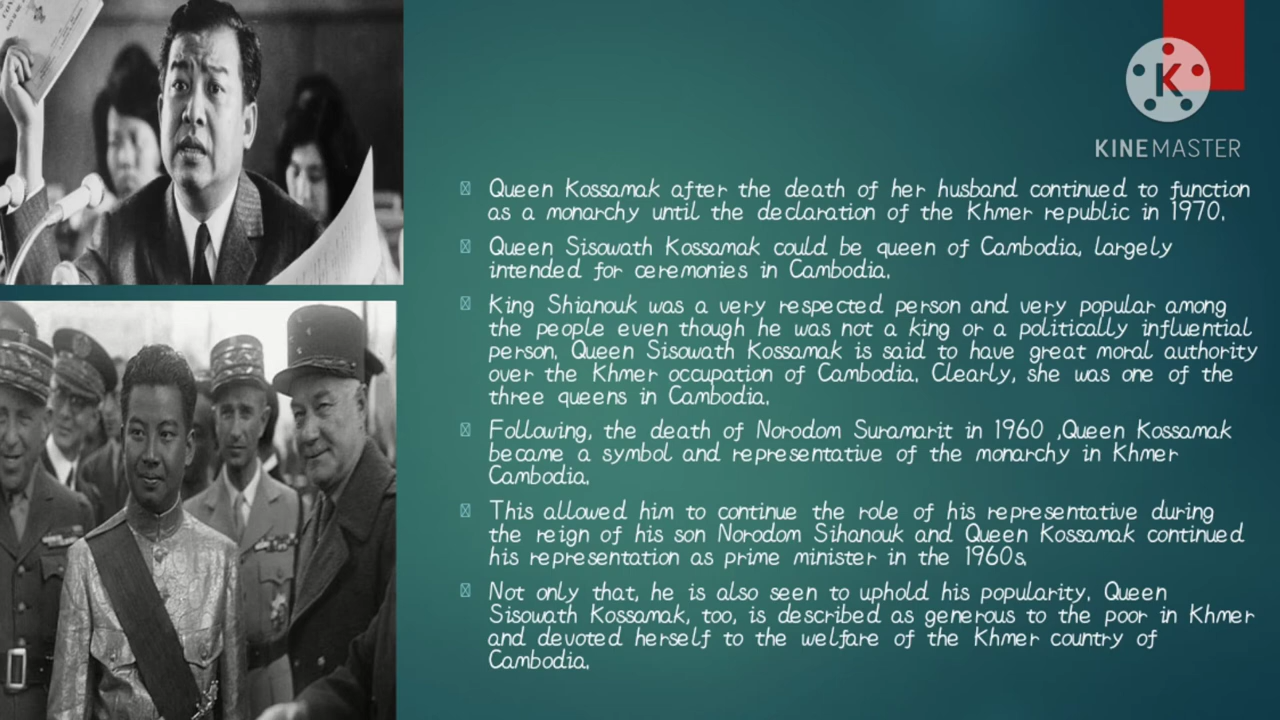 KINEMASTER
Queen Kossamak after the death of her husband continued to function
as a monarchy until the declaration of the Khmer republic in 1970.
Queen Sisowath Kossamak could be queen of Cambodia, largely
intended for ceremonies in Cambodia.
King Shianouk was a very respected person and very popular among
the people even though he was not a king or a politically influential
person. Queen Sisowath Kossamak is said to have great moral authority
over the Khmer occupation of Cambodia. Clearly, she was one of the
three queens in Cambodia.
Following, the death of Norodom Suramarit in 1960 ,Queen Kossamak
became a symbol and representative of the monarchy in Khmer
Cambodia.
This allowed him to continue the role of his representative during
the reign of his son Norodom Sihanouk and Queen Kossamak continued
his representation as prime minister in the 1960s.
Not only that, he is also seen to uphold his popularity. Queen
Sisowath Kossamak, too, is described as generous to the poor in Khmer
and devoted herself to the welfare of the Khmer country of
Cambodia.